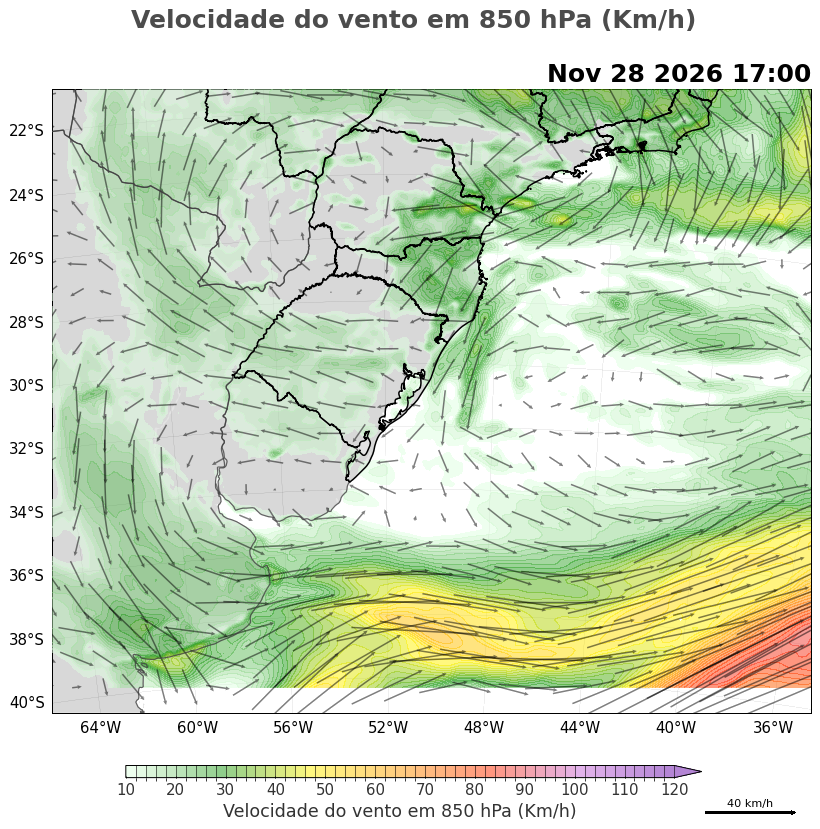 Velocidade do vento em 850 hPa (Km/h)
Nov 28 2026 17:00
22°S
24°S
26°S
28°S
30°S
32°S
34°S
36°S
38°S
40°S
64°W 60°W 56°W 52°W 48°W 44°W 40°W 36°W
10 20 30 40 50 60 70 80 90 100 110 120
Velocidade do vento em 850 hPa (Km/h)
40 km/h